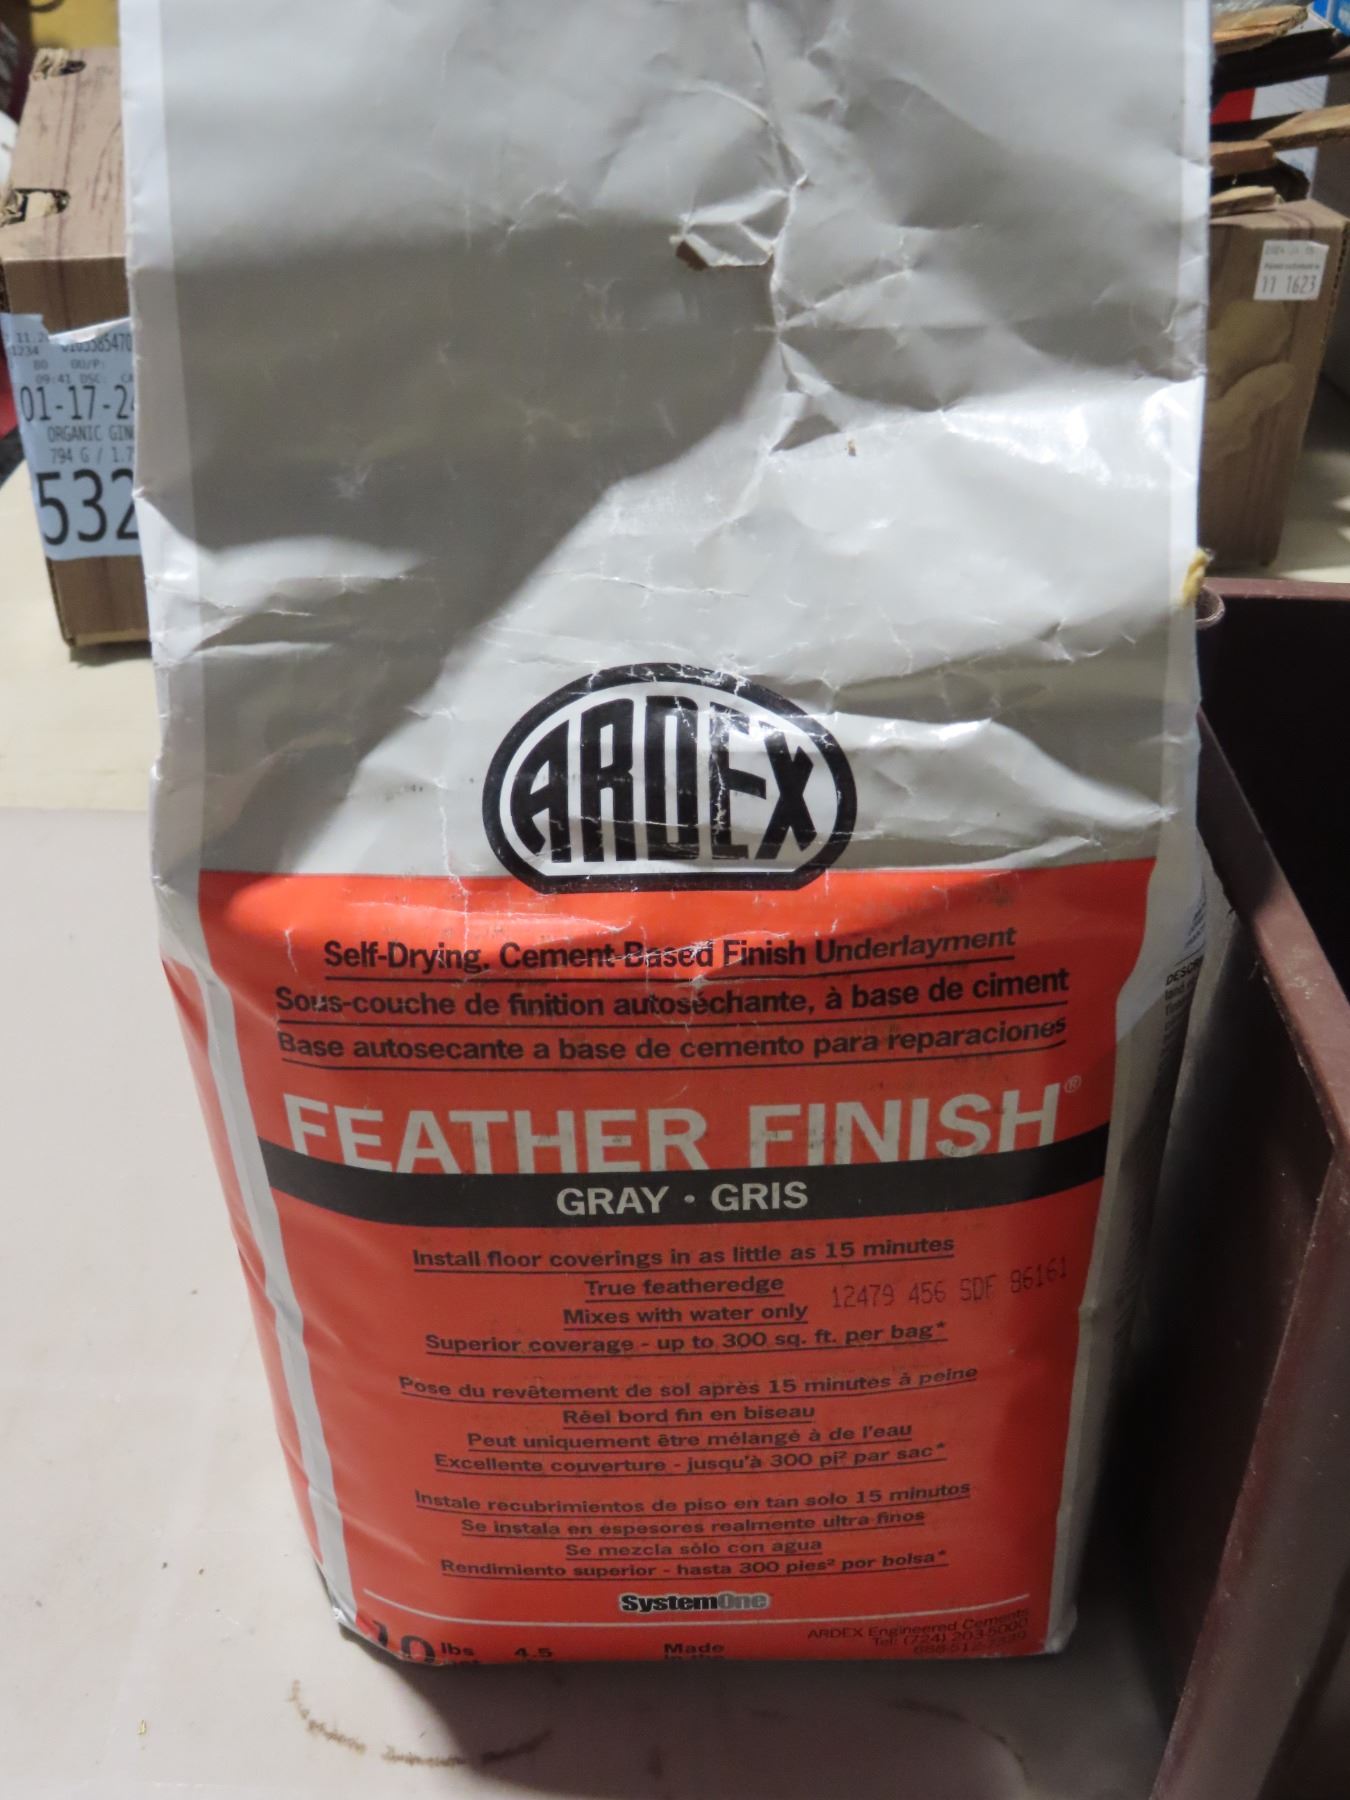 11 1623
01-17-2
ORGANIC GIN
794 G / 1.7
532
ARDEX
Self-Drying, Cement-Based Finish Underlayment
Sous-couche de finition autoséchante, à base de ciment
Base autosecante a base de cemento para reparaciones
FEATHER FINISH®
GRAY • GRIS
Install floor coverings in as little as 15 minutes
True featheredge
12479 456 SDF 86161
Mixes with water only
Superior coverage - up to 300 sq. ft. per bag*
Pose du revêtement de sol après 15 minutes à peine
Réel bord fin en biseau
Peut uniquement être mélangé à de l'eau
Excellente couverture - jusqu'à 300 pi² par sac*
Instale recubrimientos de piso en tan solo 15 minutos
Se instala en espesores realmente ultra-finos
Se mezcla sólo con agua
Rendimiento superior - hasta 300 pies² por bolsa*
SystemOne
10 lbs 4.5 Made
ARDEX Engineered Cements
Tel: (724) 203-5000